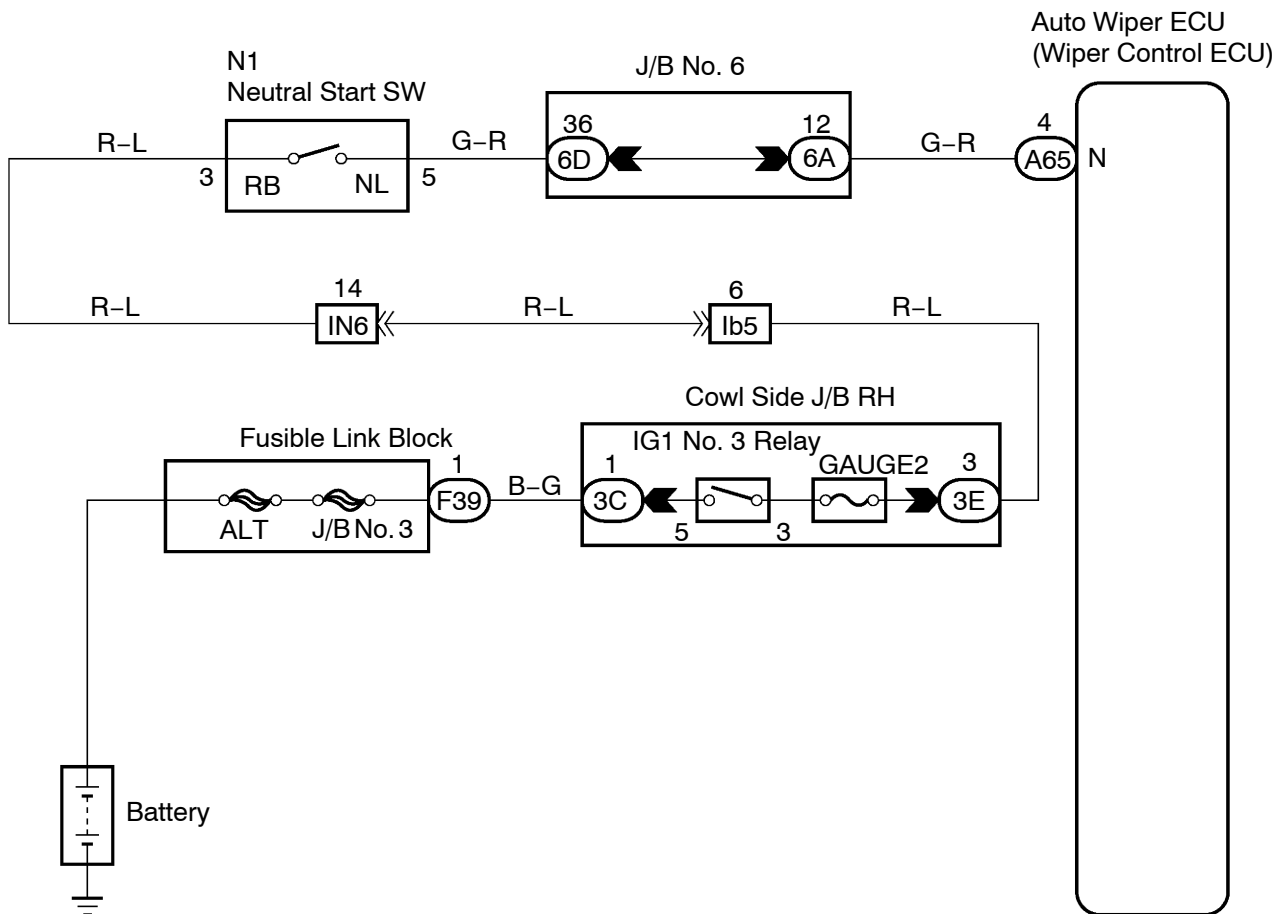 Auto Wiper ECU
(Wiper Control ECU)
N1
Neutral Start SW
J/B No. 6
R–L
3
RB
NL
5
G–R
36
6D
12
6A
G–R
4
A65
N
R–L
14
IN6
R–L
6
Ib5
R–L
Cowl Side J/B RH
Fusible Link Block
IG1 No. 3 Relay
GAUGE2
ALT
J/B No. 3
1
F39
B–G
1
3C
5
3
3
3E
Battery